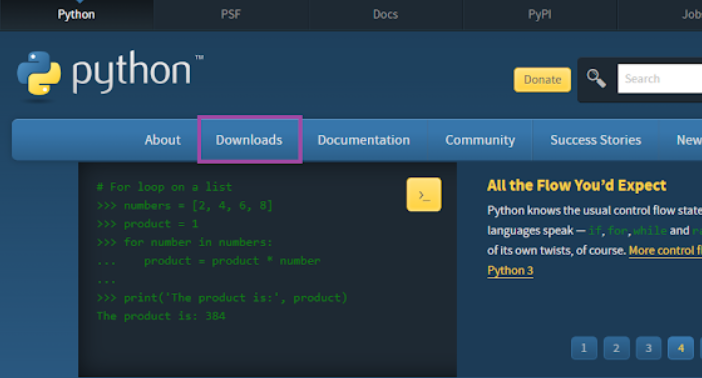 Python PSF Docs PyPI
python™
Donate Search
About Downloads Documentation Community Success Stories
# For loop on a list
>>> numbers = [2, 4, 6, 8]
>>> product = 1
>>> for number in numbers:
...    product = product * number
...
>>> print('The product is:', product)
The product is: 384
>_
All the Flow You'd Expect
Python knows the usual control flow
languages speak — if, for, while and
of its own twists, of course. More control
Python 3
1 2 3 4